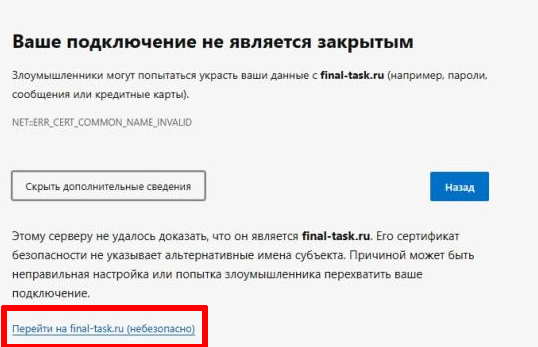 Ваше подключение не является закрытым
Злоумышленники могут попытаться украсть ваши данные с final-task.ru (например, пароли,
сообщения или кредитные карты).
NET::ERR_CERT_COMMON_NAME_INVALID
Скрыть дополнительные сведения
Назад
Этому серверу не удалось доказать, что он является final-task.ru. Его сертификат
безопасности не указывает альтернативные имена субъекта. Причиной может быть
неправильная настройка или попытка злоумышленника перехватить ваше
подключение.
Перейти на final-task.ru (небезопасно)